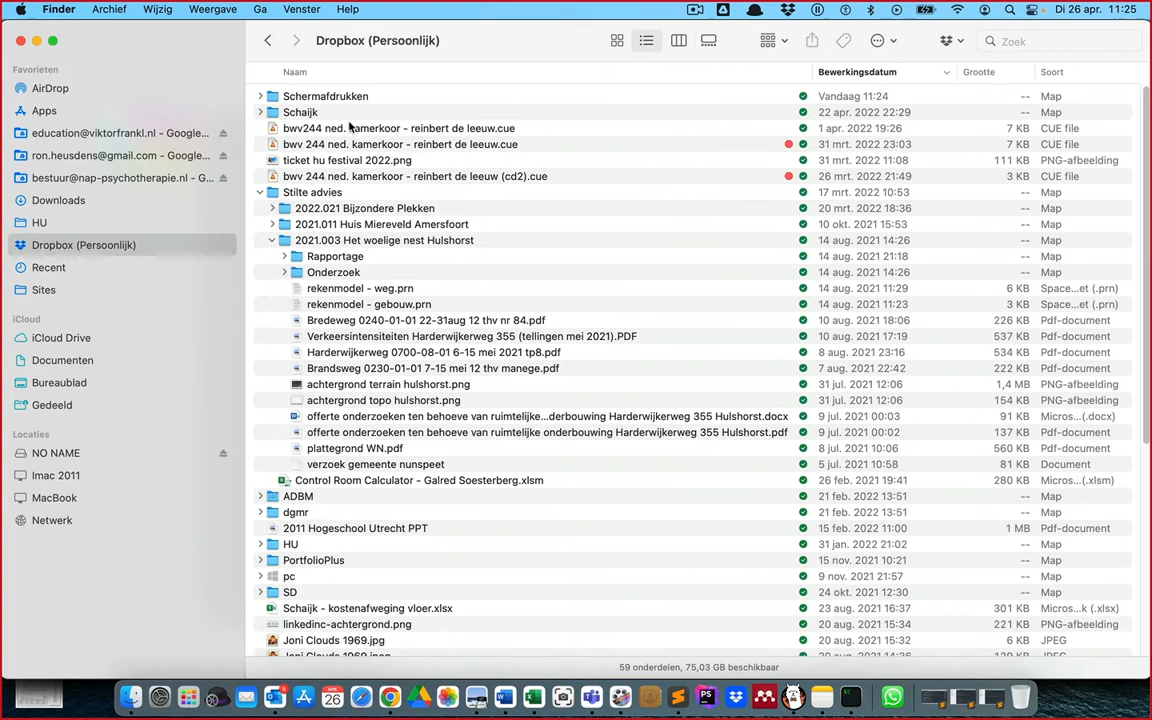 Finder Archief Wijzig Weergave Ga Venster Help Di 26 apr. 11:25
Dropbox (Persoonlijk) Zoek
Favorieten
AirDrop
Apps
education@viktorfrankl.nl - Google...
ron.heusdens@gmail.com - Google...
bestuur@nap-psychotherapie.nl - G...
Downloads
HU
Dropbox (Persoonlijk)
Recent
Sites
iCloud
iCloud Drive
Documenten
Bureaublad
Gedeeld
Locaties
NO NAME
Imac 2011
MacBook
Netwerk
Naam Bewerkingsdatum Grootte Soort
Schermafdrukken Vandaag 11:24 -- Map
Schaijk 22 apr. 2022 22:29 -- Map
bwv244 ned. kamerkoor - reinbert de leeuw.cue 1 apr. 2022 19:26 7 KB CUE file
bwv 244 ned. kamerkoor - reinbert de leeuw.cue 31 mrt. 2022 23:03 7 KB CUE file
ticket hu festival 2022.png 31 mrt. 2022 11:08 111 KB PNG-afbeelding
bwv 244 ned. kamerkoor - reinbert de leeuw (cd2).cue 26 mrt. 2022 21:49 3 KB CUE file
Stilte advies 17 mrt. 2022 10:53 -- Map
2022.021 Bijzondere Plekken 20 mrt. 2022 18:36 -- Map
2021.011 Huis Miereveld Amersfoort 10 okt. 2021 15:53 -- Map
2021.003 Het woelige nest Hulshorst 14 aug. 2021 14:26 -- Map
Rapportage 14 aug. 2021 21:18 -- Map
Onderzoek 14 aug. 2021 14:26 -- Map
rekenmodel - weg.prn 14 aug. 2021 11:29 6 KB Space...et (.prn)
rekenmodel - gebouw.prn 14 aug. 2021 11:23 3 KB Space...et (.prn)
Bredeweg 0240-01-01 22-31aug 12 thv nr 84.pdf 10 aug. 2021 18:06 226 KB Pdf-document
Verkeersintensiteiten Harderwijkerweg 355 (tellingen mei 2021).PDF 10 aug. 2021 17:19 537 KB Pdf-document
Harderwijkerweg 0700-08-01 6-15 mei 2021 tp8.pdf 8 aug. 2021 23:16 534 KB Pdf-document
Brandsweg 0230-01-01 7-15 mei 12 thv manege.pdf 7 aug. 2021 22:42 222 KB Pdf-document
achtergrond terrain hulshorst.png 31 jul. 2021 12:06 1,4 MB PNG-afbeelding
achtergrond topo hulshorst.png 31 jul. 2021 12:06 154 KB PNG-afbeelding
offerte onderzoeken ten behoeve van ruimtelijke...derbouwing Harderwijkerweg 355 Hulshorst.docx 9 jul. 2021 00:03 91 KB Micros...(.docx)
offerte onderzoeken ten behoeve van ruimtelijke onderbouwing Harderwijkerweg 355 Hulshorst.pdf 9 jul. 2021 00:02 137 KB Pdf-document
plattegrond WN.pdf 8 jul. 2021 10:06 560 KB Pdf-document
verzoek gemeente nunspeet 5 jul. 2021 10:58 81 KB Document
Control Room Calculator - Galred Soesterberg.xlsm 26 feb. 2021 19:41 280 KB Micros...(.xlsm)
ADBM 21 feb. 2022 13:51 -- Map
dgmr 21 feb. 2022 13:51 -- Map
2011 Hogeschool Utrecht PPT 15 feb. 2022 11:00 1 MB Pdf-document
HU 31 jan. 2022 21:02 -- Map
PortfolioPlus 15 nov. 2021 10:21 -- Map
pc 9 nov. 2021 21:57 -- Map
SD 24 okt. 2021 12:30 -- Map
Schaijk - kostenafweging vloer.xlsx 23 aug. 2021 16:37 301 KB Micros...k (.xlsx)
linkedinc-achtergrond.png 20 aug. 2021 15:34 221 KB PNG-afbeelding
Joni Clouds 1969.jpg 20 aug. 2021 15:32 6 KB JPEG
59 onderdelen, 75,03 GB beschikbaar